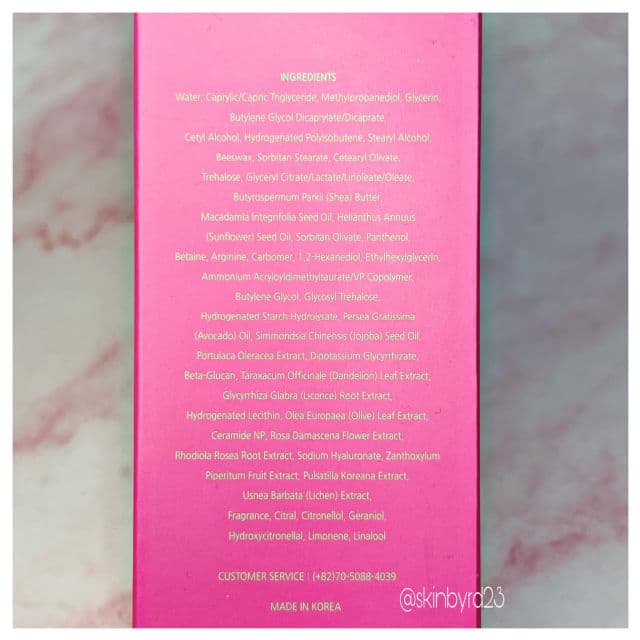 INGREDIENTS
Water, Caprylic/Capric Triglyceride, Methylpropanediol, Glycerin,
Butylene Glycol Dicaprylate/Dicaprate,
Cetyl Alcohol, Hydrogenated Polyisobutene, Stearyl Alcohol,
Beeswax, Sorbitan Stearate, Cetearyl Olivate,
Trehalose, Glyceryl Citrate/Lactate/Linoleate/Oleate,
Butyrospermum Parkii (Shea) Butter,
Macadamia Integrifolia Seed Oil, Helianthus Annuus
(Sunflower) Seed Oil, Sorbitan Olivate, Panthenol,
Betaine, Arginine, Carbomer, 1,2-Hexanediol, Ethylhexylglycerin,
Ammonium Acryloyldimethyltaurate/VP Copolymer,
Butylene Glycol, Glycosyl Trehalose,
Hydrogenated Starch Hydrolysate, Persea Gratissima
(Avocado) Oil, Simmondsia Chinensis (Jojoba) Seed Oil,
Portulaca Oleracea Extract, Dipotassium Glycyrrhizate,
Beta-Glucan, Taraxacum Officinale (Dandelion) Leaf Extract,
Glycyrrhiza Glabra (Licorice) Root Extract,
Hydrogenated Lecithin, Olea Europaea (Olive) Leaf Extract,
Ceramide NP, Rosa Damascena Flower Extract,
Rhodiola Rosea Root Extract, Sodium Hyaluronate, Zanthoxylum
Piperitum Fruit Extract, Pulsatilla Koreana Extract,
Usnea Barbata (Lichen) Extract,
Fragrance, Citral, Citronellol, Geraniol,
Hydroxycitronellal, Limonene, Linalool
CUSTOMER SERVICE : (+82)70-5088-4039
MADE IN KOREA
@skinbyrd23